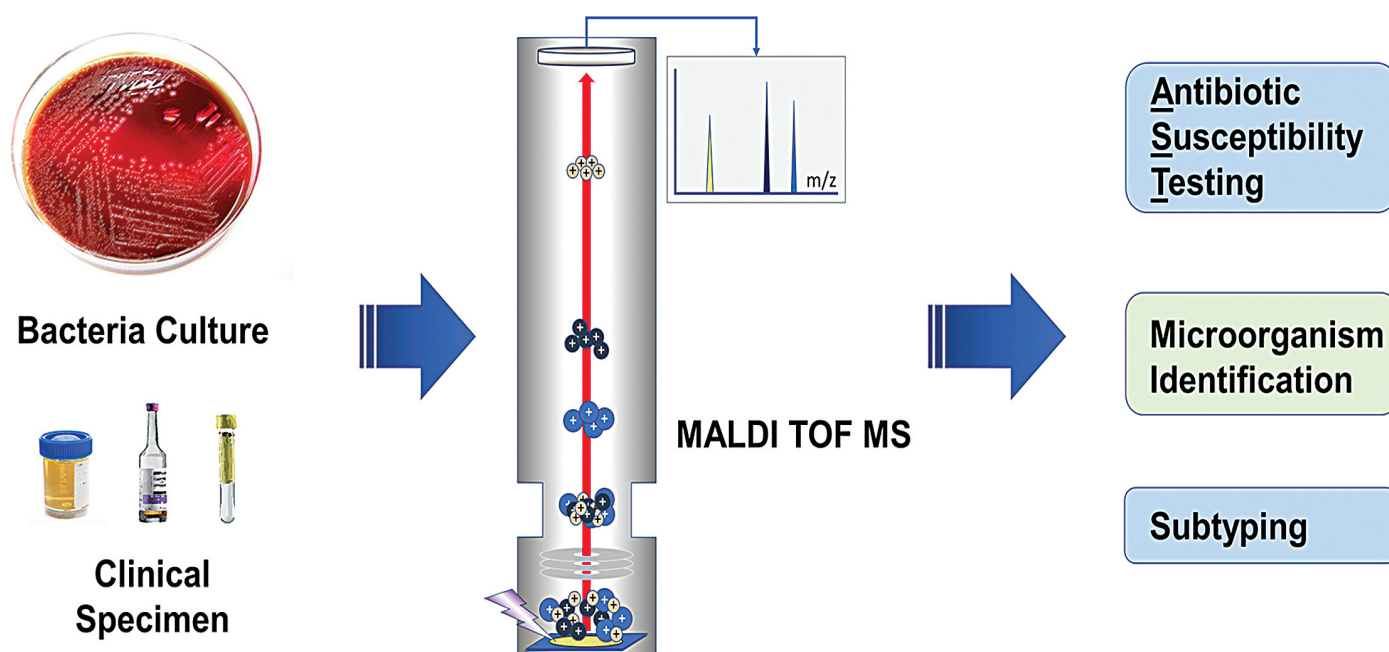 Bacteria Culture
Clinical
Specimen
m/z
MALDI TOF MS
Antibiotic
Susceptibility
Testing
Microorganism
Identification
Subtyping